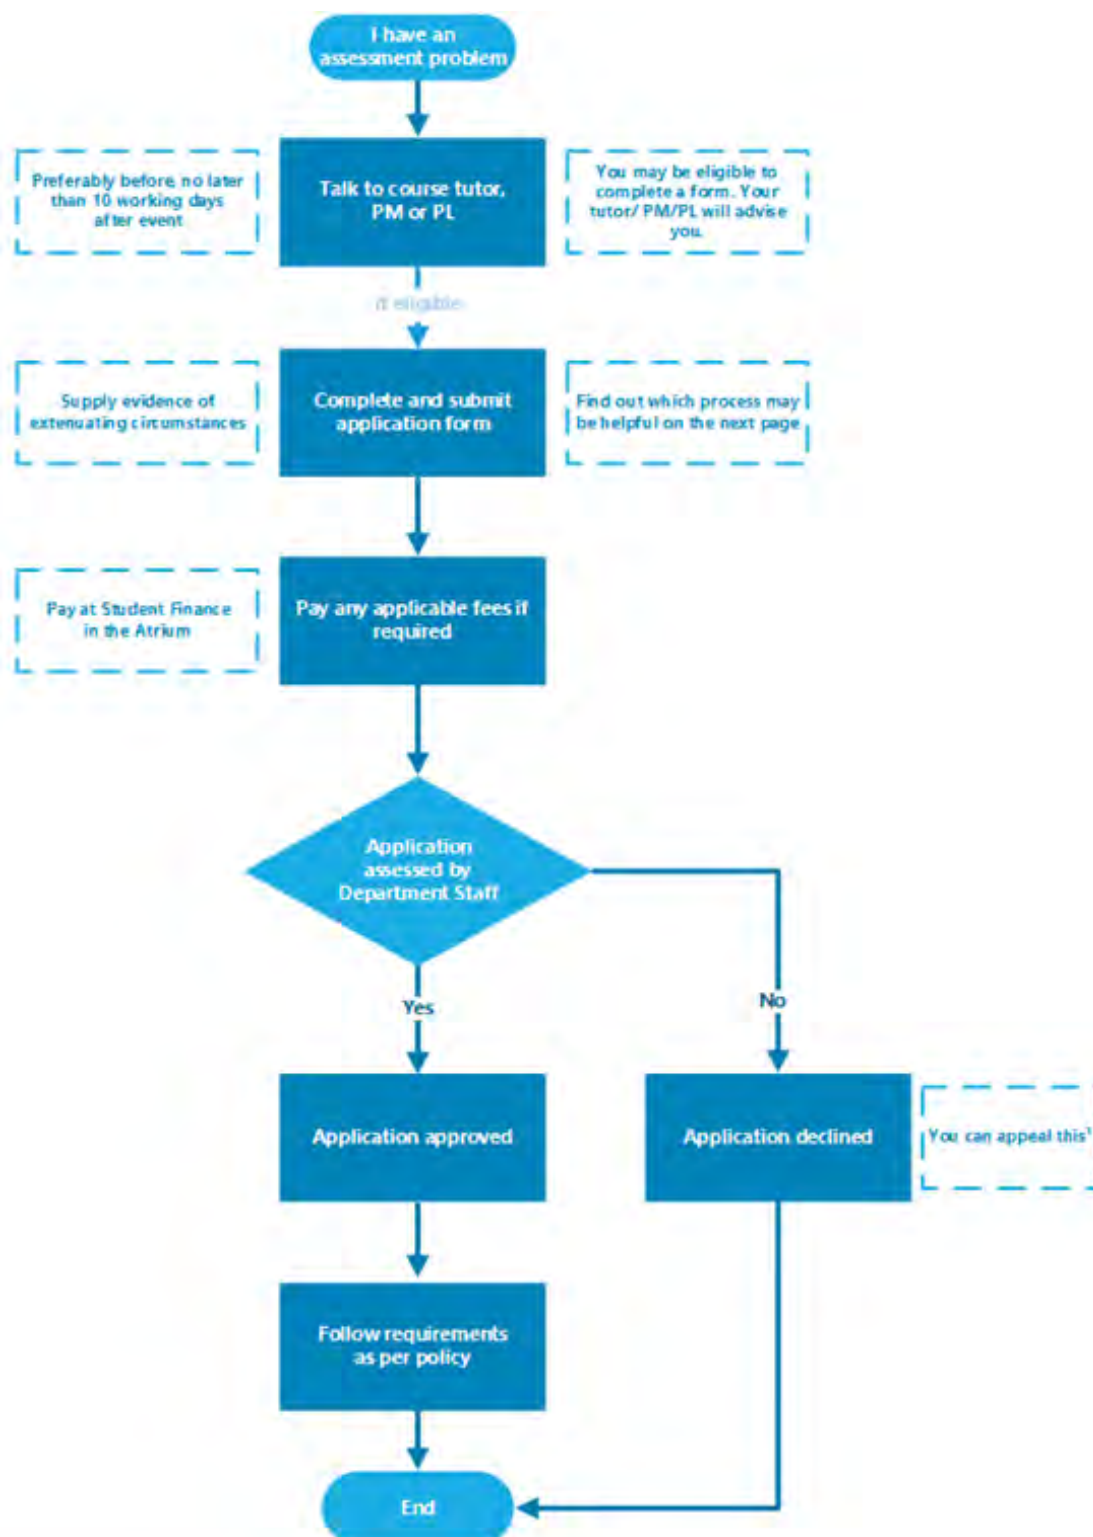 I have an
assessment problem
Preferably before, no later
than 10 working days
after event
Talk to course tutor,
PM or PL
You may be eligible to
complete a form. Your
tutor/ PM/PL will advise
you.
if eligible
Supply evidence of
extenuating circumstances
Complete and submit
application form
Find out which process may
be helpful on the next page
Pay at Student Finance
in the Atrium
Pay any applicable fees if
required
Application
assessed by
Department Staff
Yes
No
Application approved
Application declined
You can appeal this¹
Follow requirements
as per policy
End